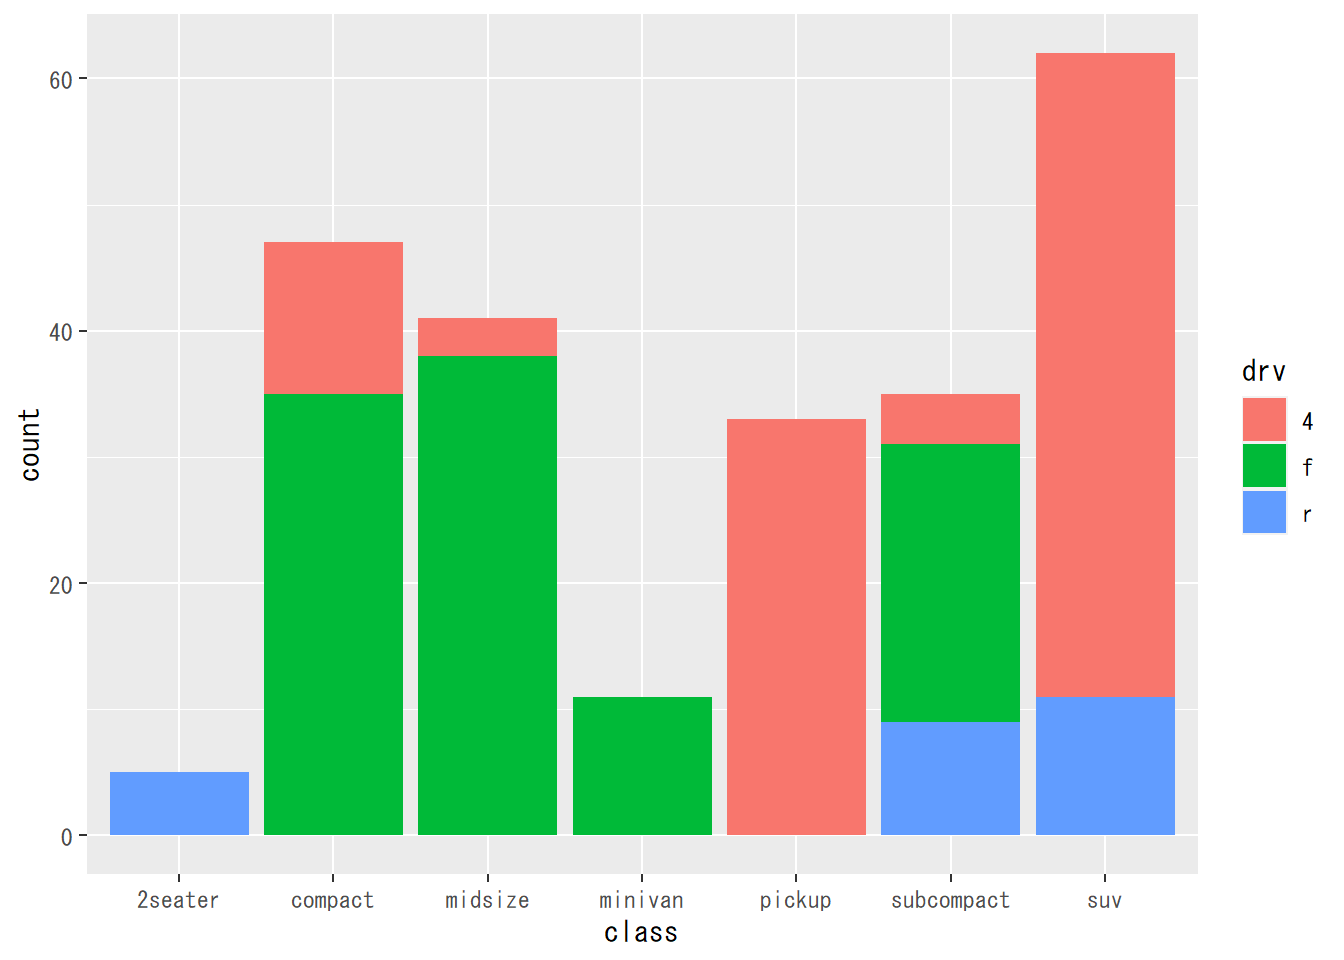 60
40
20
0
count
2seater compact midsize minivan pickup subcompact suv
class
drv
4
f
r